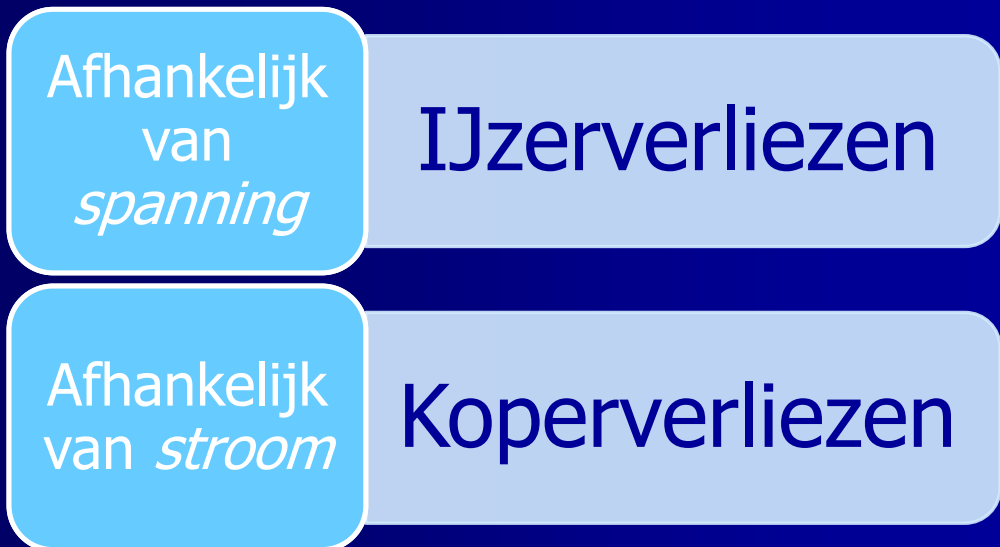 Afhankelijk
van
spanning
IJzerverliezen
Afhankelijk
van stroom
Koperverliezen